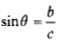 sinθ = b/c